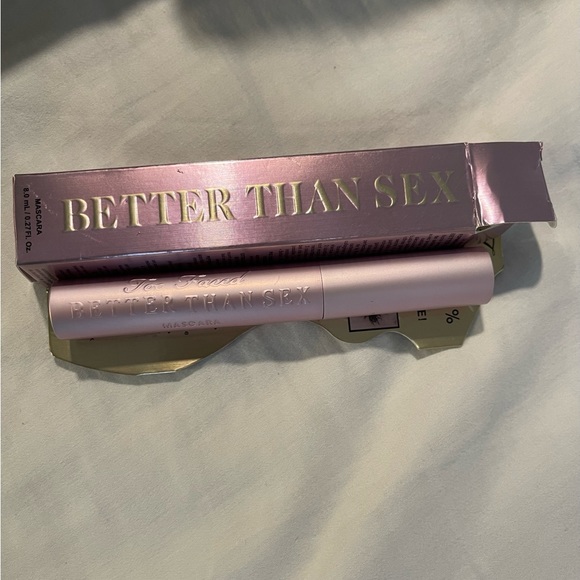 MASCARA
8.0 mL / 0.27 Fl. Oz.
BETTER THAN SEX
Too Faced
BETTER THAN SEX
MASCARA
%
E!